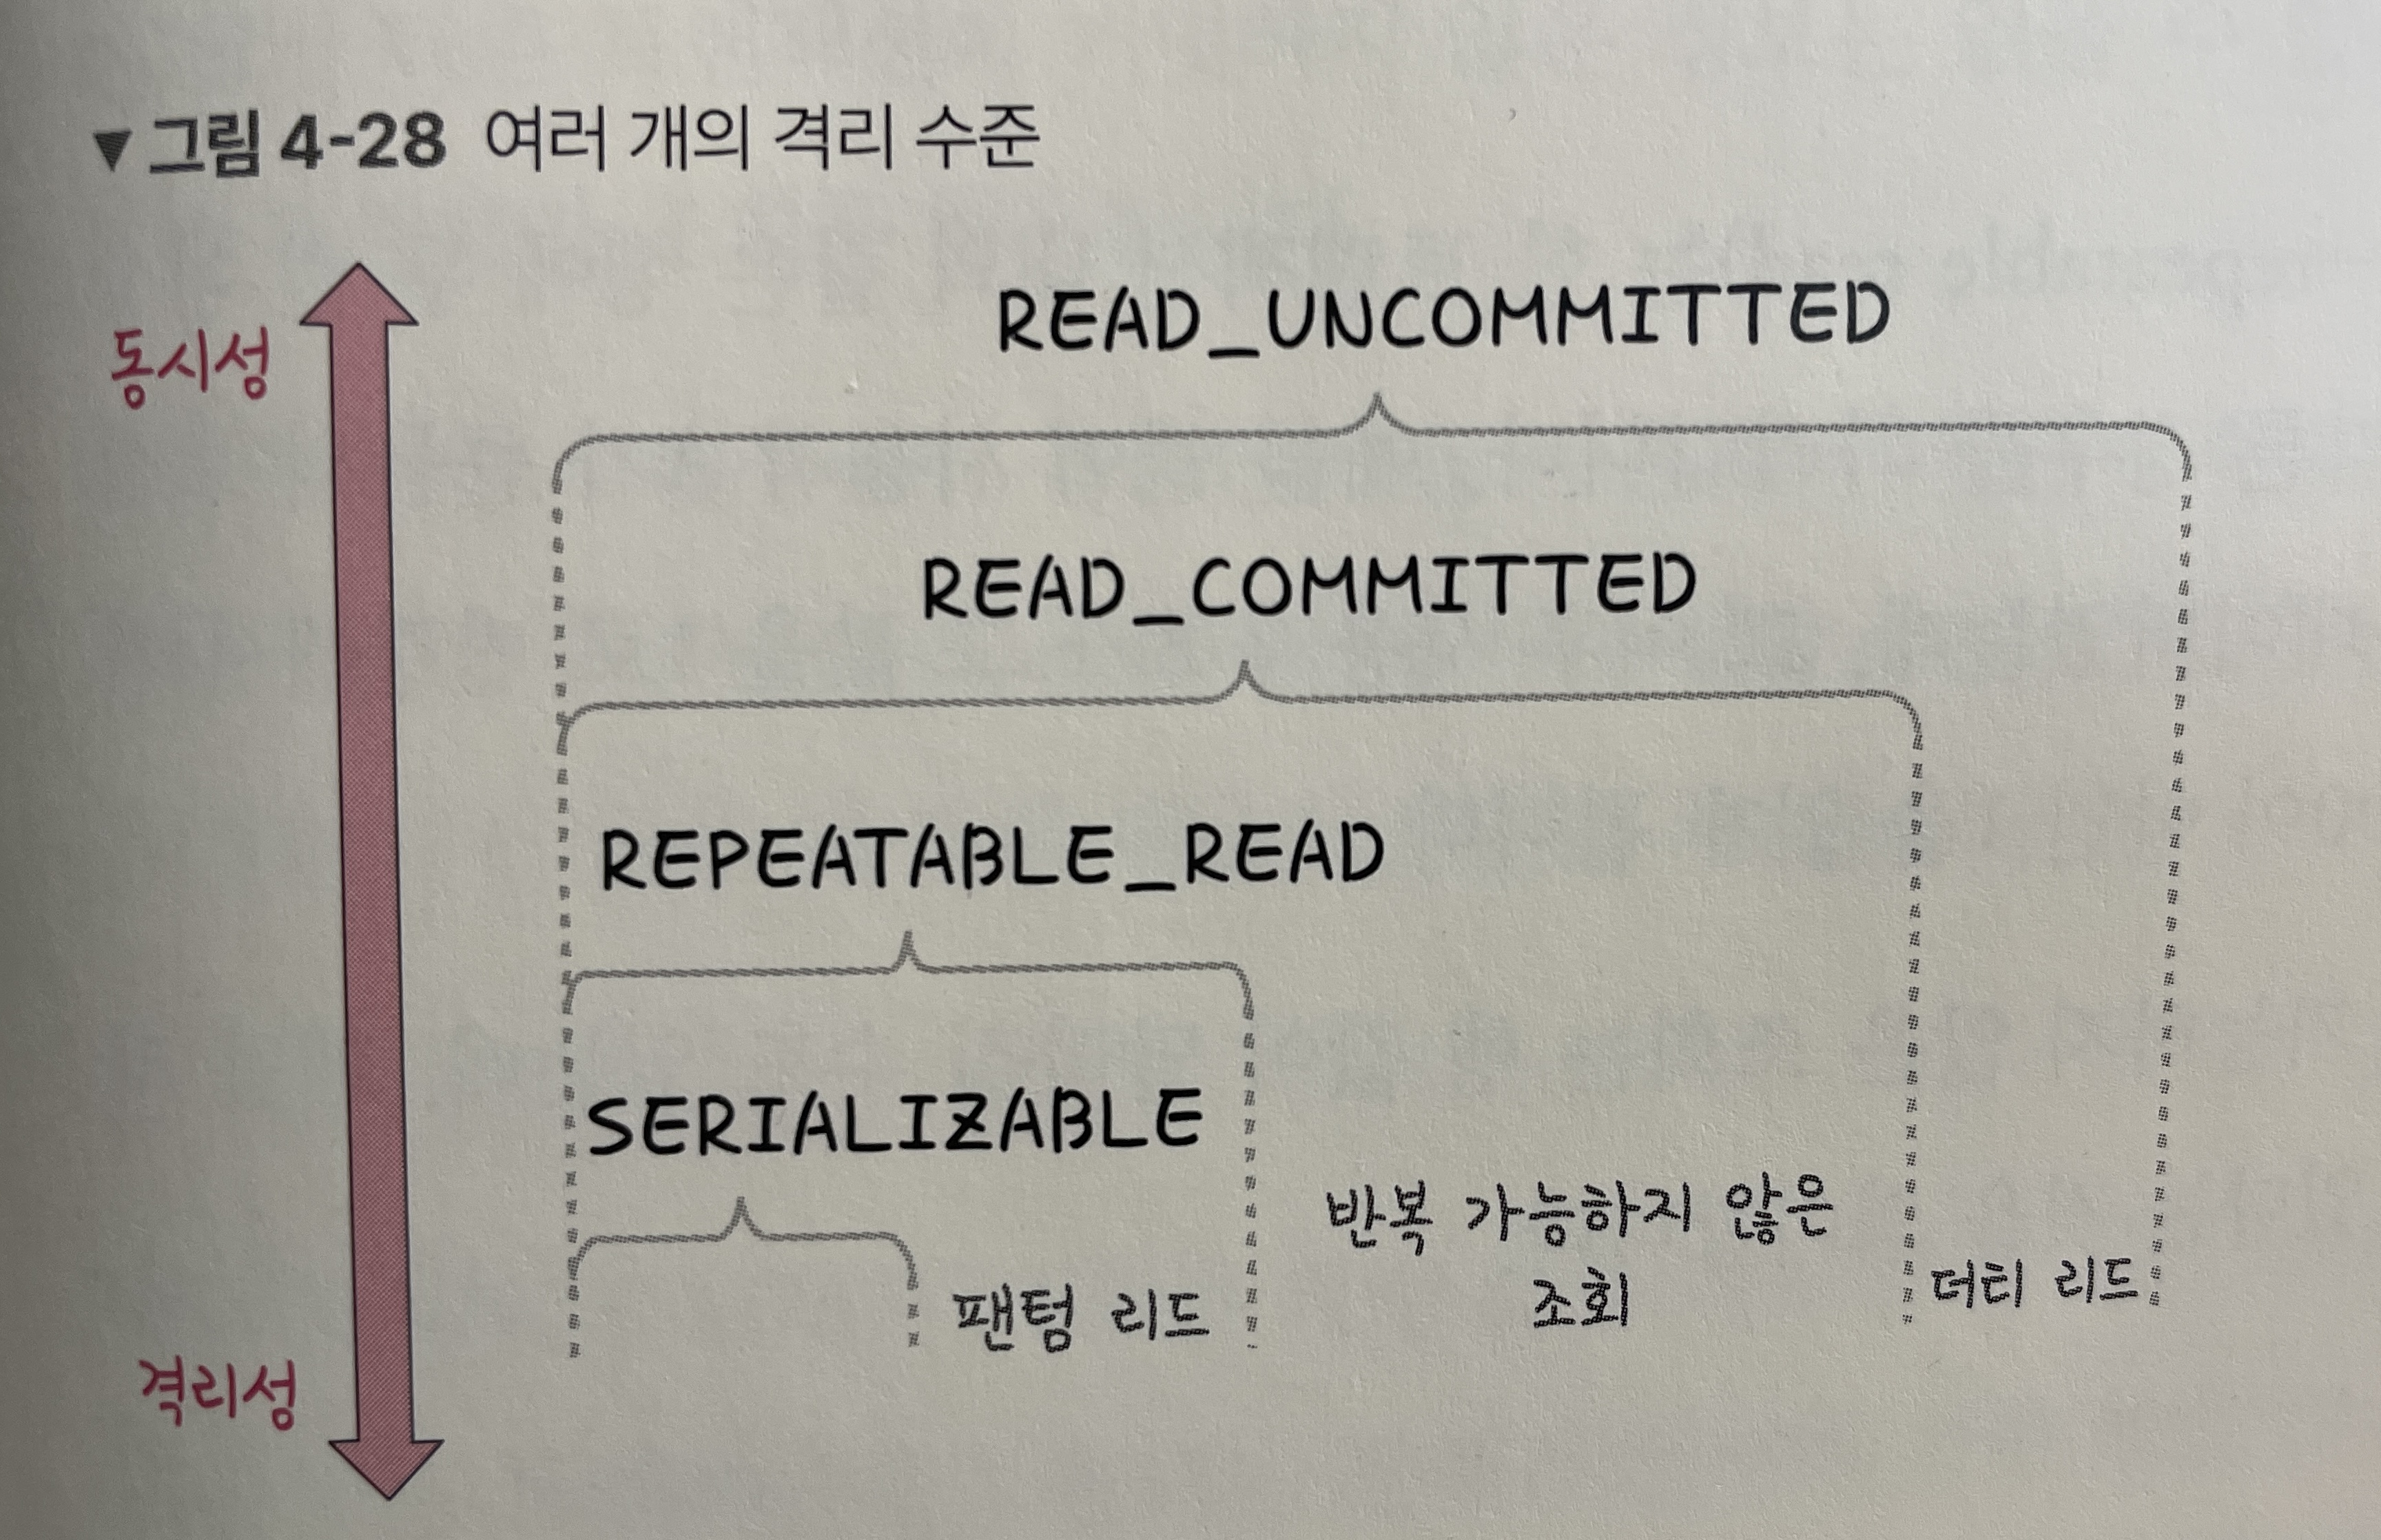 ▼ 그림 4-28 여러 개의 격리 수준
동시성
READ_UNCOMMITTED
READ_COMMITTED
REPEATABLE_READ
SERIALIZABLE
반복 가능하지 않은
조회
더티 리드
팬텀 리드
격리성